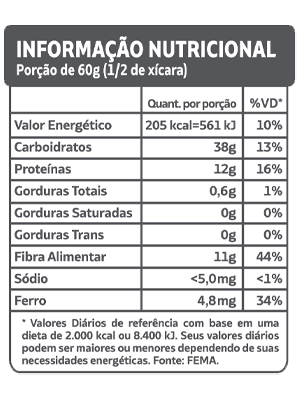 INFORMAÇÃO NUTRICIONAL
Porção de 60g (1/2 de xícara)
Quant. por porção %VD*
Valor Energético 205 kcal=561 kJ 10%
Carboidratos 38g 13%
Proteínas 12g 16%
Gorduras Totais 0,6g 1%
Gorduras Saturadas 0g 0%
Gorduras Trans 0g 0%
Fibra Alimentar 11g 44%
Sódio <5,0mg <1%
Ferro 4,8mg 34%
* Valores Diários de referência com base em uma
dieta de 2.000 kcal ou 8.400 kJ. Seus valores diários
podem ser maiores ou menores dependendo de suas
necessidades energéticas. Fonte: FEMA.